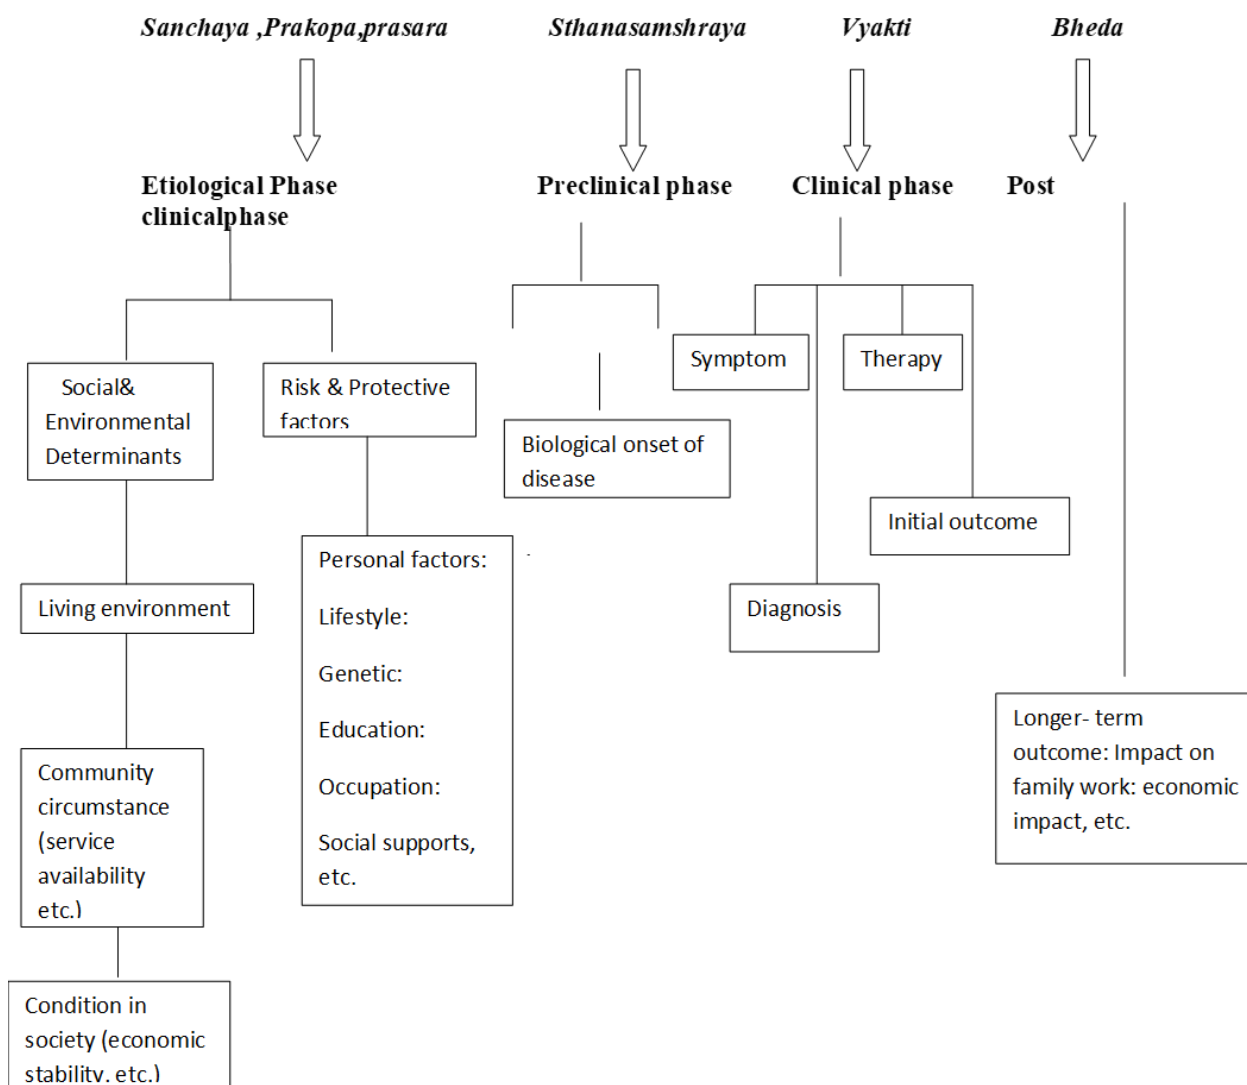 Sanchaya ,Prakopa,prasara
Sthanasamshraya
Vyakti
Bheda
Etiological Phase
Preclinical phase
Clinical phase
Post
clinicalphase
Social&
Environmental
Determinants
Risk & Protective
factors
Symptom
Therapy
Biological onset of
disease
Initial outcome
Personal factors:
Lifestyle:
Genetic:
Education:
Occupation:
Social supports,
etc.
Living environment
Diagnosis
Longer- term
outcome: Impact on
family work: economic
impact, etc.
Community
circumstance
(service
availability
etc.)
Condition in
society (economic
stability, etc.)